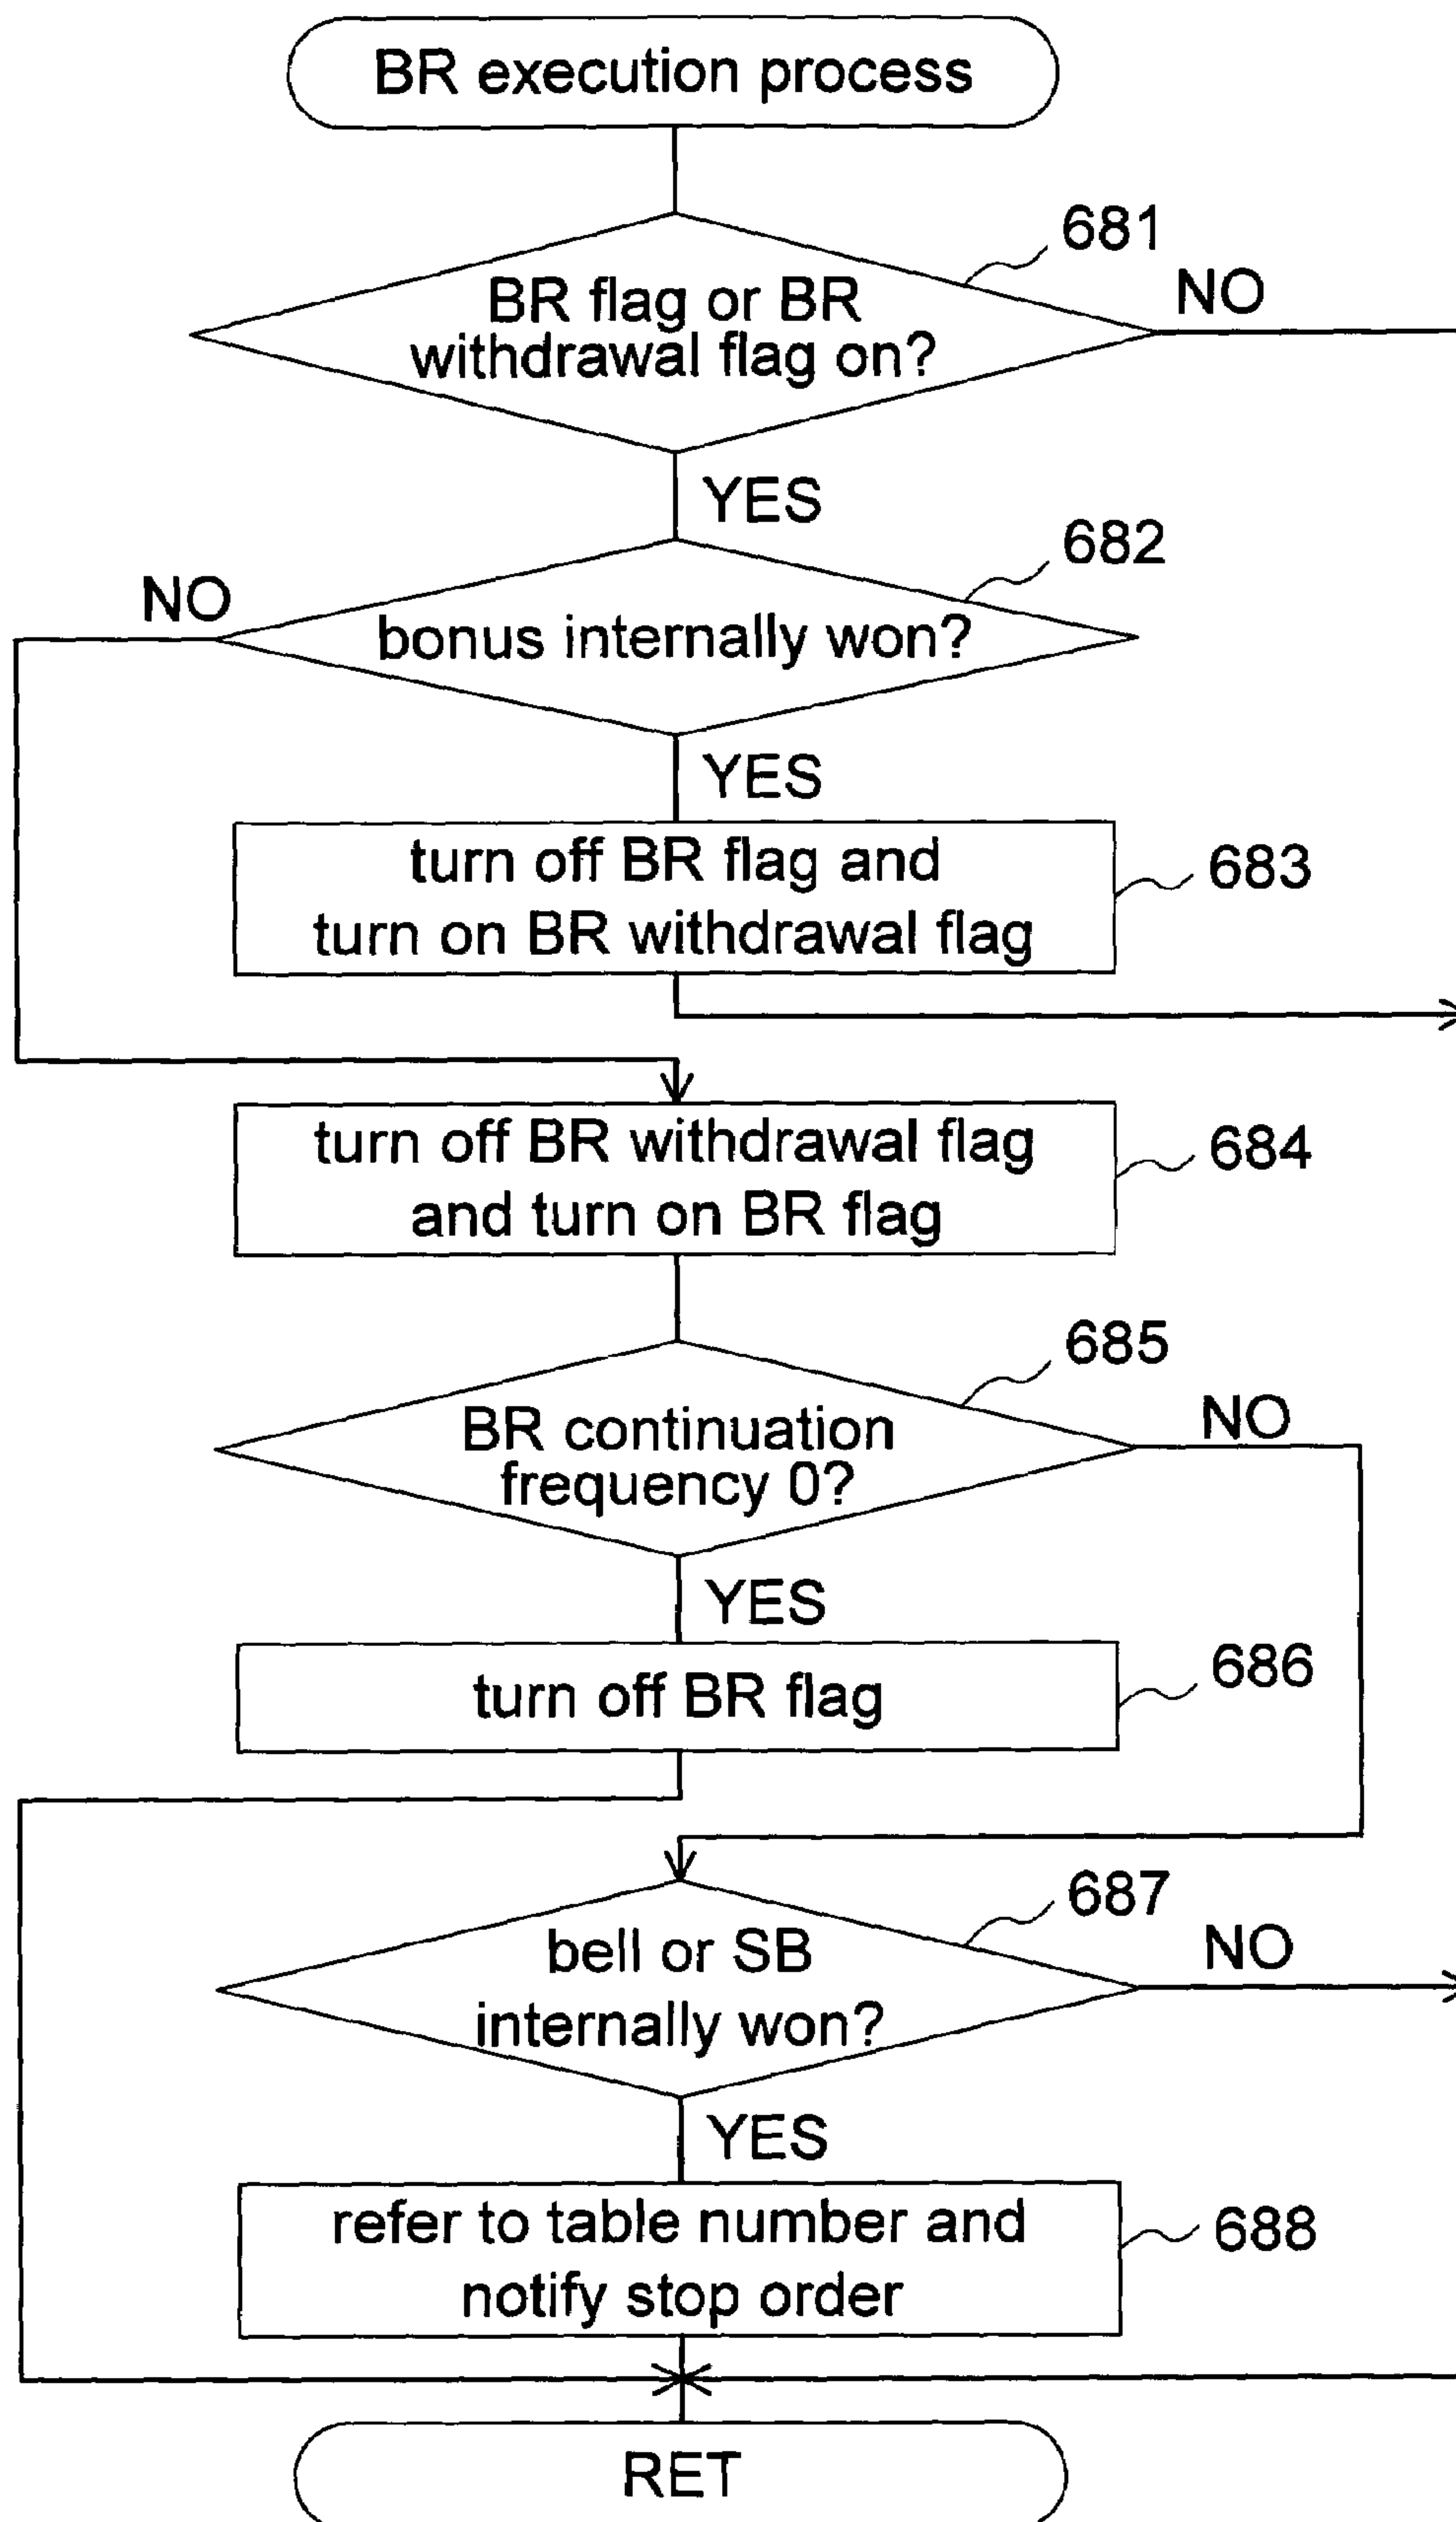 BR execution process
681
BR flag or BR
withdrawal flag on?
NO
YES
682
NO
bonus internally won?
YES
turn off BR flag and
turn on BR withdrawal flag
683
turn off BR withdrawal flag
and turn on BR flag
684
685
BR continuation
frequency 0?
NO
YES
turn off BR flag
686
687
bell or SB
internally won?
NO
YES
refer to table number and
notify stop order
688
RET